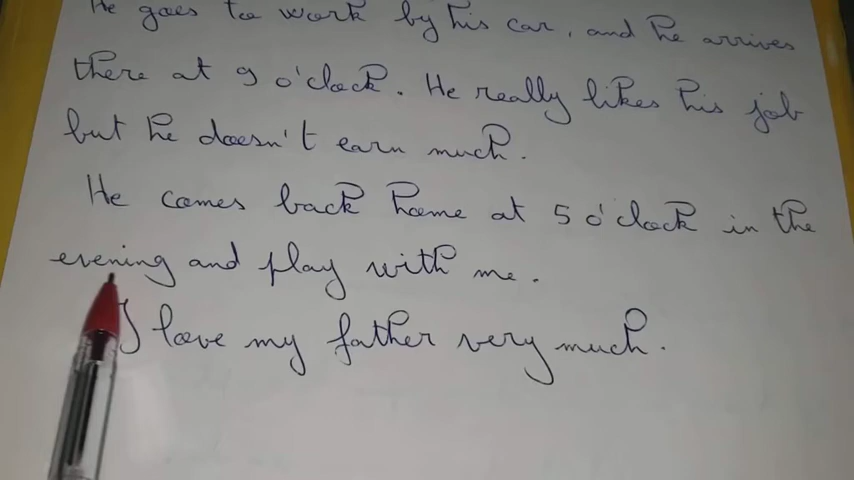 He goes to work by his car, and he arrives
there at 9 o'clock. He really likes his job
but he doesn't earn much.
He comes back home at 5 o'clock in the
evening and play with me.
I love my father very much.